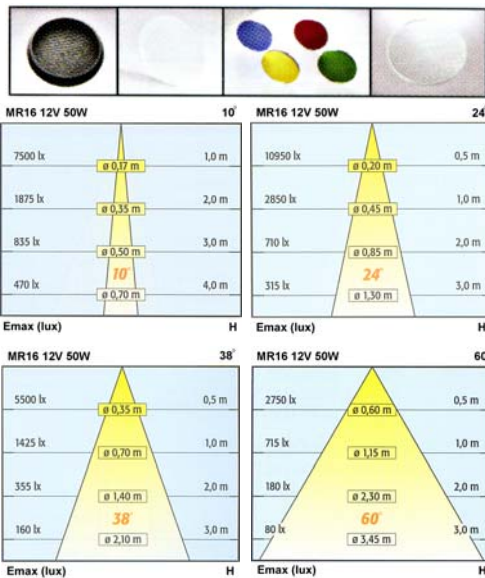 MR16 12V 50W 10°
7500 lx ø 0,17 m 1,0 m
1875 lx ø 0,35 m 2,0 m
835 lx ø 0,50 m 3,0 m
10°
470 lx ø 0,70 m 4,0 m
Emax (lux) H
MR16 12V 50W 24°
10950 lx ø 0,20 m 0,5 m
2850 lx ø 0,45 m 1,0 m
710 lx ø 0,85 m 2,0 m
24°
315 lx ø 1,30 m 3,0 m
Emax (lux) H
MR16 12V 50W 38°
5500 lx ø 0,35 m 0,5 m
1425 lx ø 0,70 m 1,0 m
355 lx ø 1,40 m 2,0 m
38°
160 lx ø 2,10 m 3,0 m
Emax (lux) H
MR16 12V 50W 60
2750 lx ø 0,60 m 0,5 m
715 lx ø 1,15 m 1,0 m
180 lx ø 2,30 m 2,0 m
60°
80 lx ø 3,45 m 3,0 m
Emax (lux) H